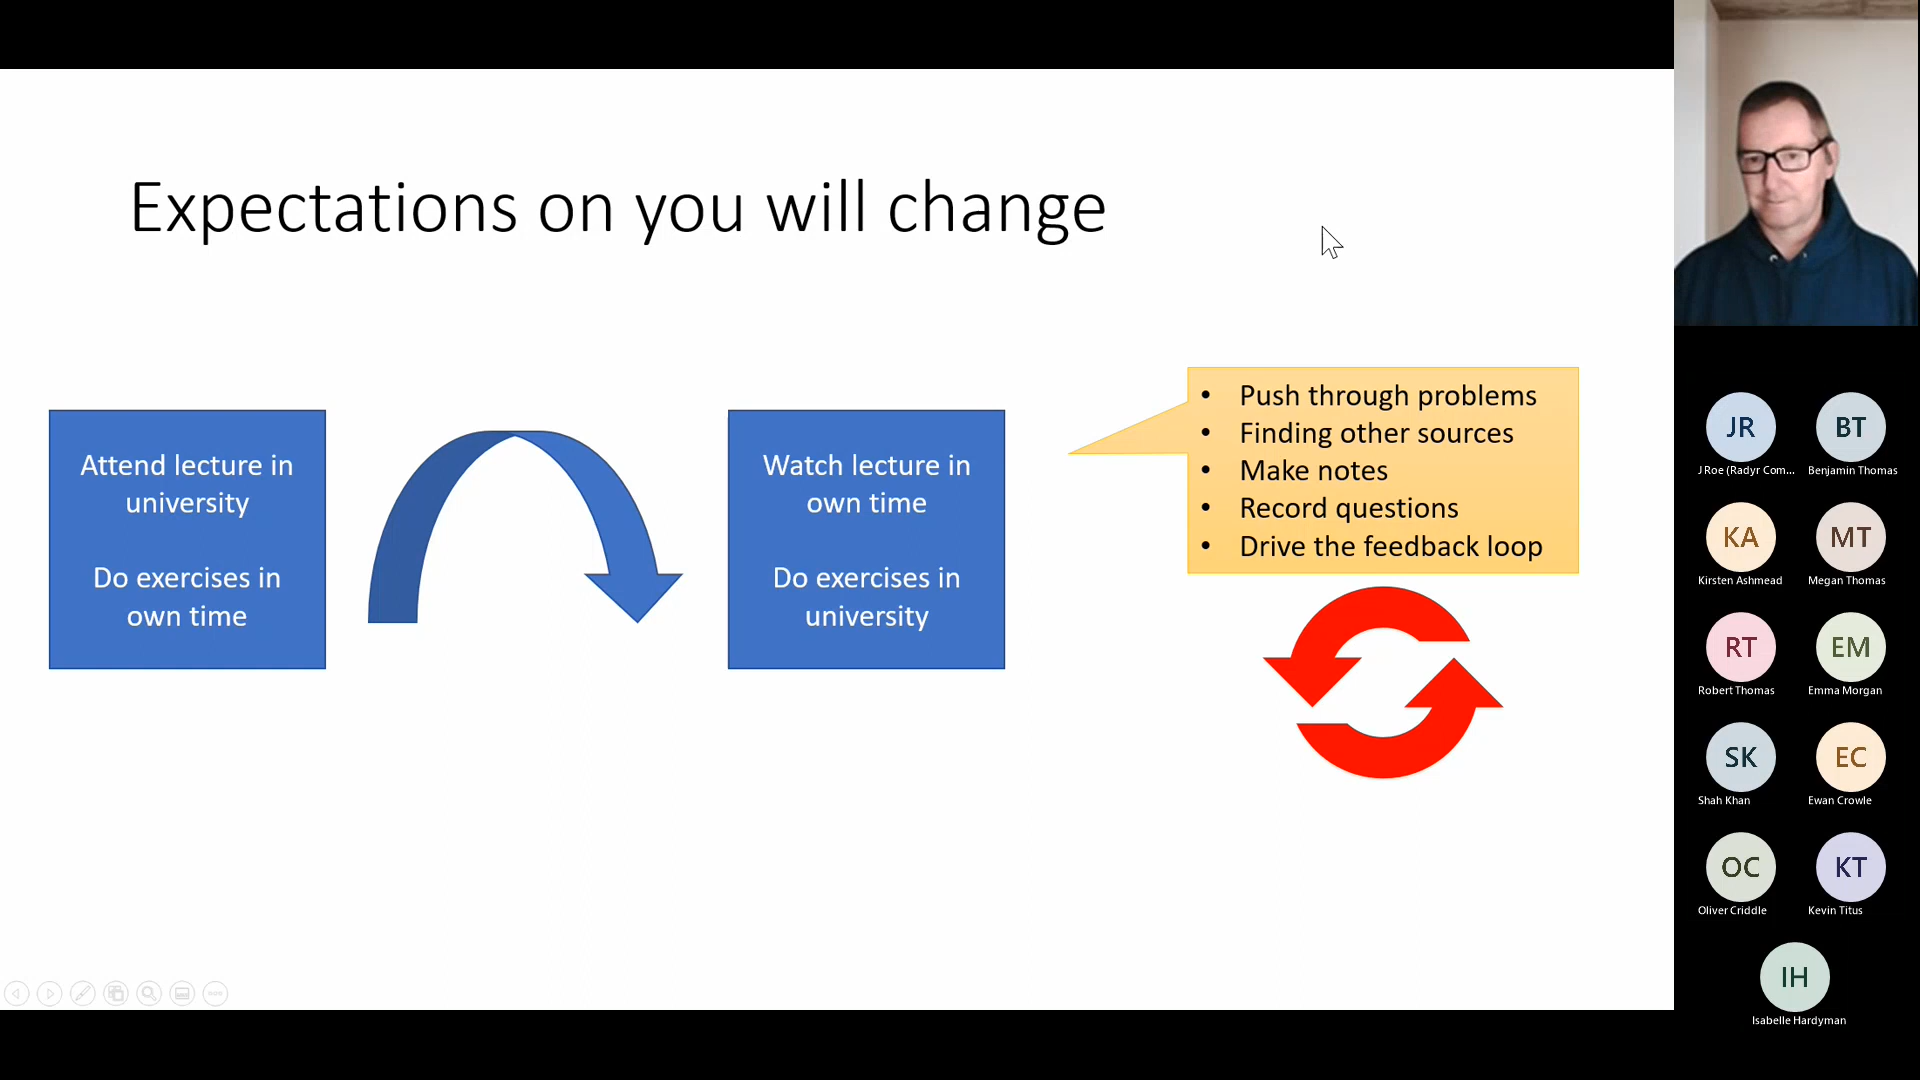 Expectations on you will change
Attend lecture in
university
Do exercises in
own time
Watch lecture in
own time
Do exercises in
university
• Push through problems
• Finding other sources
• Make notes
• Record questions
• Drive the feedback loop
JR
BT
J Roe (Radyr Com...
Benjamin Thomas
KA
MT
Kirsten Ashmead
Megan Thomas
RT
EM
Robert Thomas
Emma Morgan
SK
EC
Shah Khan
Ewan Crowle
OC
KT
Oliver Criddle
Kevin Titus
IH
Isabelle Hardyman